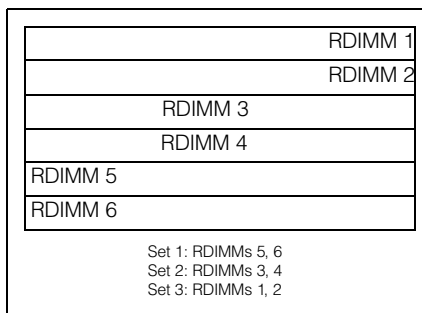 RDIMM 1
RDIMM 2
RDIMM 3
RDIMM 4
RDIMM 5
RDIMM 6
Set 1: RDIMMs 5, 6
Set 2: RDIMMs 3, 4
Set 3: RDIMMs 1, 2